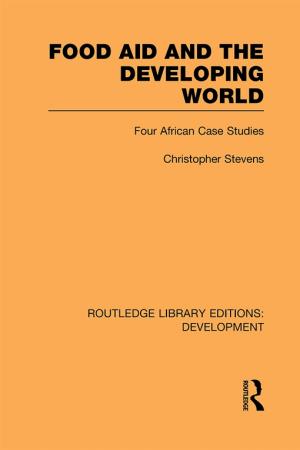 FOOD AID AND THE
DEVELOPING
WORLD
Four African Case Studies
Christopher Stevens
ROUTLEDGE LIBRARY EDITIONS:
DEVELOPMENT
ROUTLEDGE